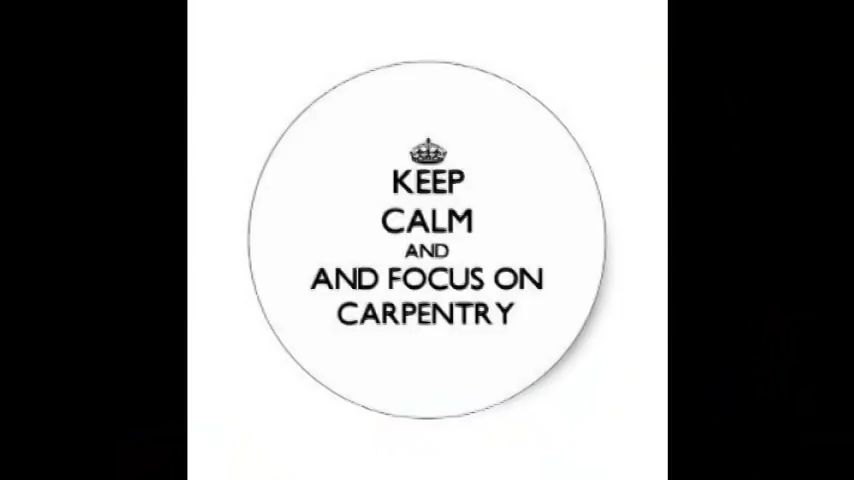 KEEP
CALM
AND
AND FOCUS ON
CARPENTRY